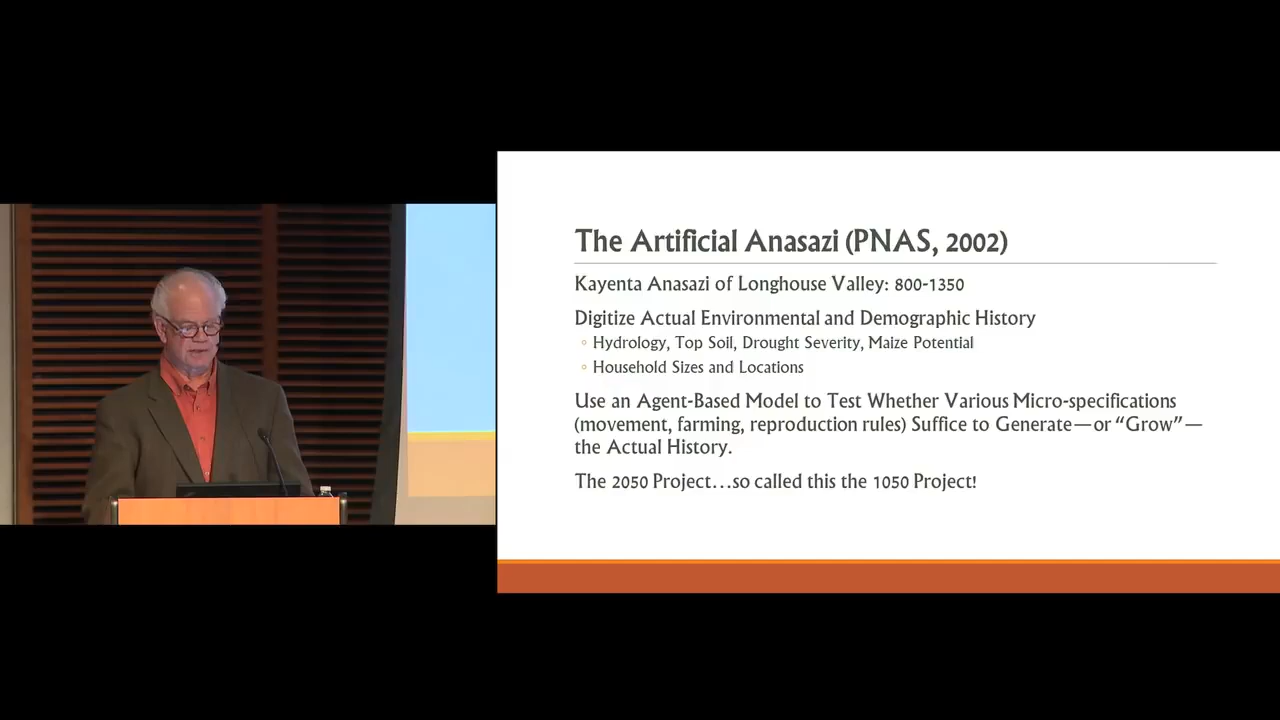 The Artificial Anasazi (PNAS, 2002)
Kayenta Anasazi of Longhouse Valley: 800-1350
Digitize Actual Environmental and Demographic History
◦ Hydrology, Top Soil, Drought Severity, Maize Potential
◦ Household Sizes and Locations
Use an Agent-Based Model to Test Whether Various Micro-specifications
(movement, farming, reproduction rules) Suffice to Generate—or “Grow”—
the Actual History.
The 2050 Project…so called this the 1050 Project!